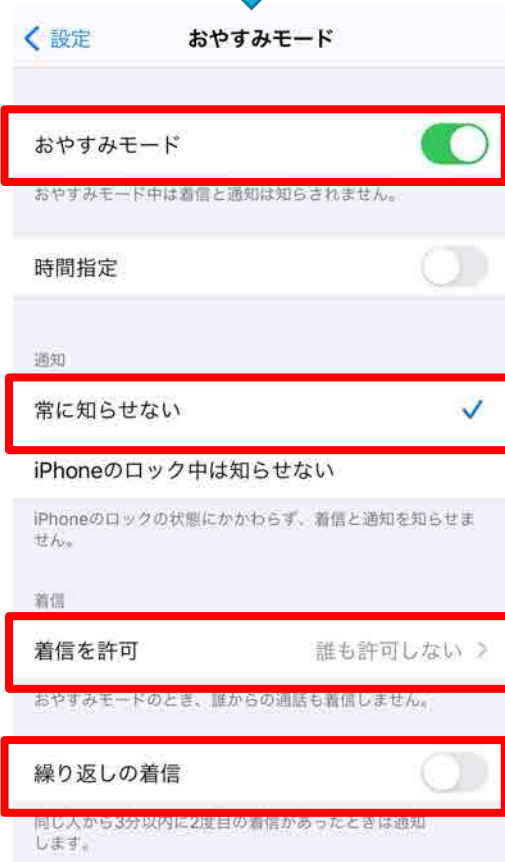 設定
おやすみモード
おやすみモード
おやすみモード中は着信と通知は知らされません。
時間指定
通知
常に知らせない
iPhoneのロック中は知らせない
iPhoneのロックの状態にかかわらず、着信と通知を知らせま
せん。
着信
着信を許可 誰も許可しない
おやすみモードのとき、誰からの通話も着信しません。
繰り返しの着信
同じ人から3分以内に2度目の着信があったときは通知
します。